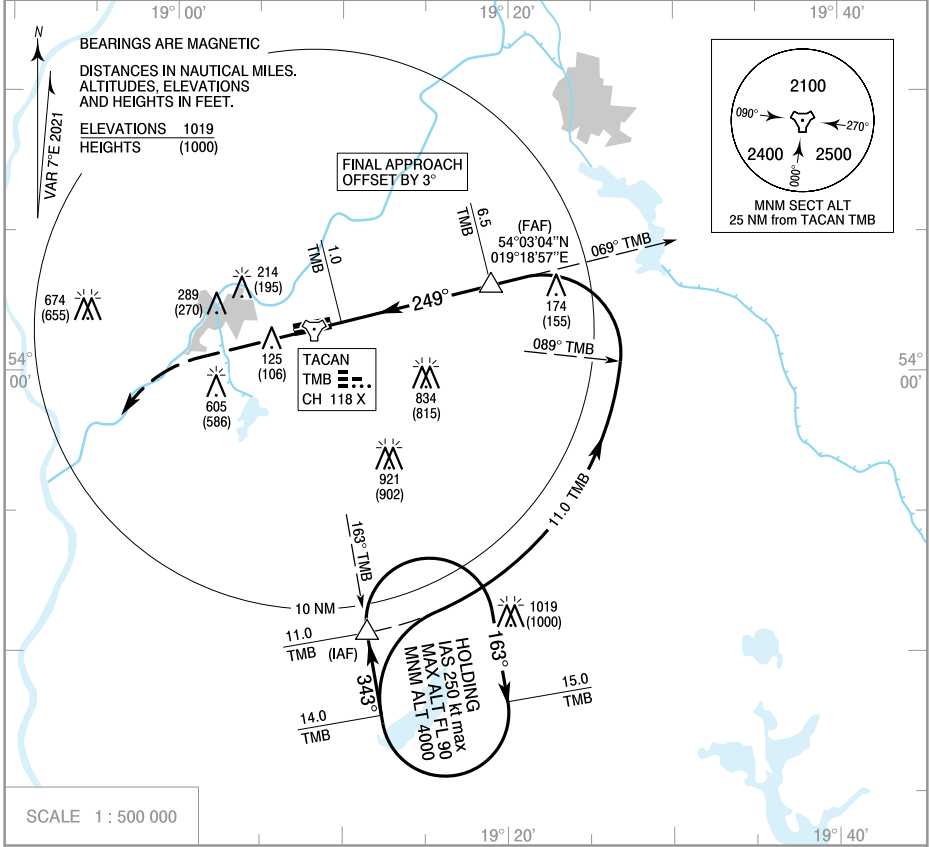 19° 00'
19° 20'
19° 40'
N
VAR 7°E 2021
BEARINGS ARE MAGNETIC
DISTANCES IN NAUTICAL MILES.
ALTITUDES, ELEVATIONS
AND HEIGHTS IN FEET.
ELEVATIONS 1019
HEIGHTS (1000)
FINAL APPROACH
OFFSET BY 3°
2100
090°
270°
2400
2500
000°
MNM SECT ALT
25 NM from TACAN TMB
6.5
TMB
(FAF)
54°03'04"N
019°18'57"E
069° TMB
1.0
TMB
214
(195)
289
(270)
674
(655)
249°
174
(155)
089° TMB
125
(106)
TACAN
TMB
CH 118 X
54°
00'
54°
00'
605
(586)
834
(815)
921
(902)
11.0 TMB
163° TMB
10 NM
1019
(1000)
11.0
TMB
(IAF)
343°
163°
HOLDING
IAS 250 kt max
MAX ALT FL 90
MNM ALT 4000
15.0
TMB
14.0
TMB
SCALE 1 : 500 000
19° 20'
19° 40'